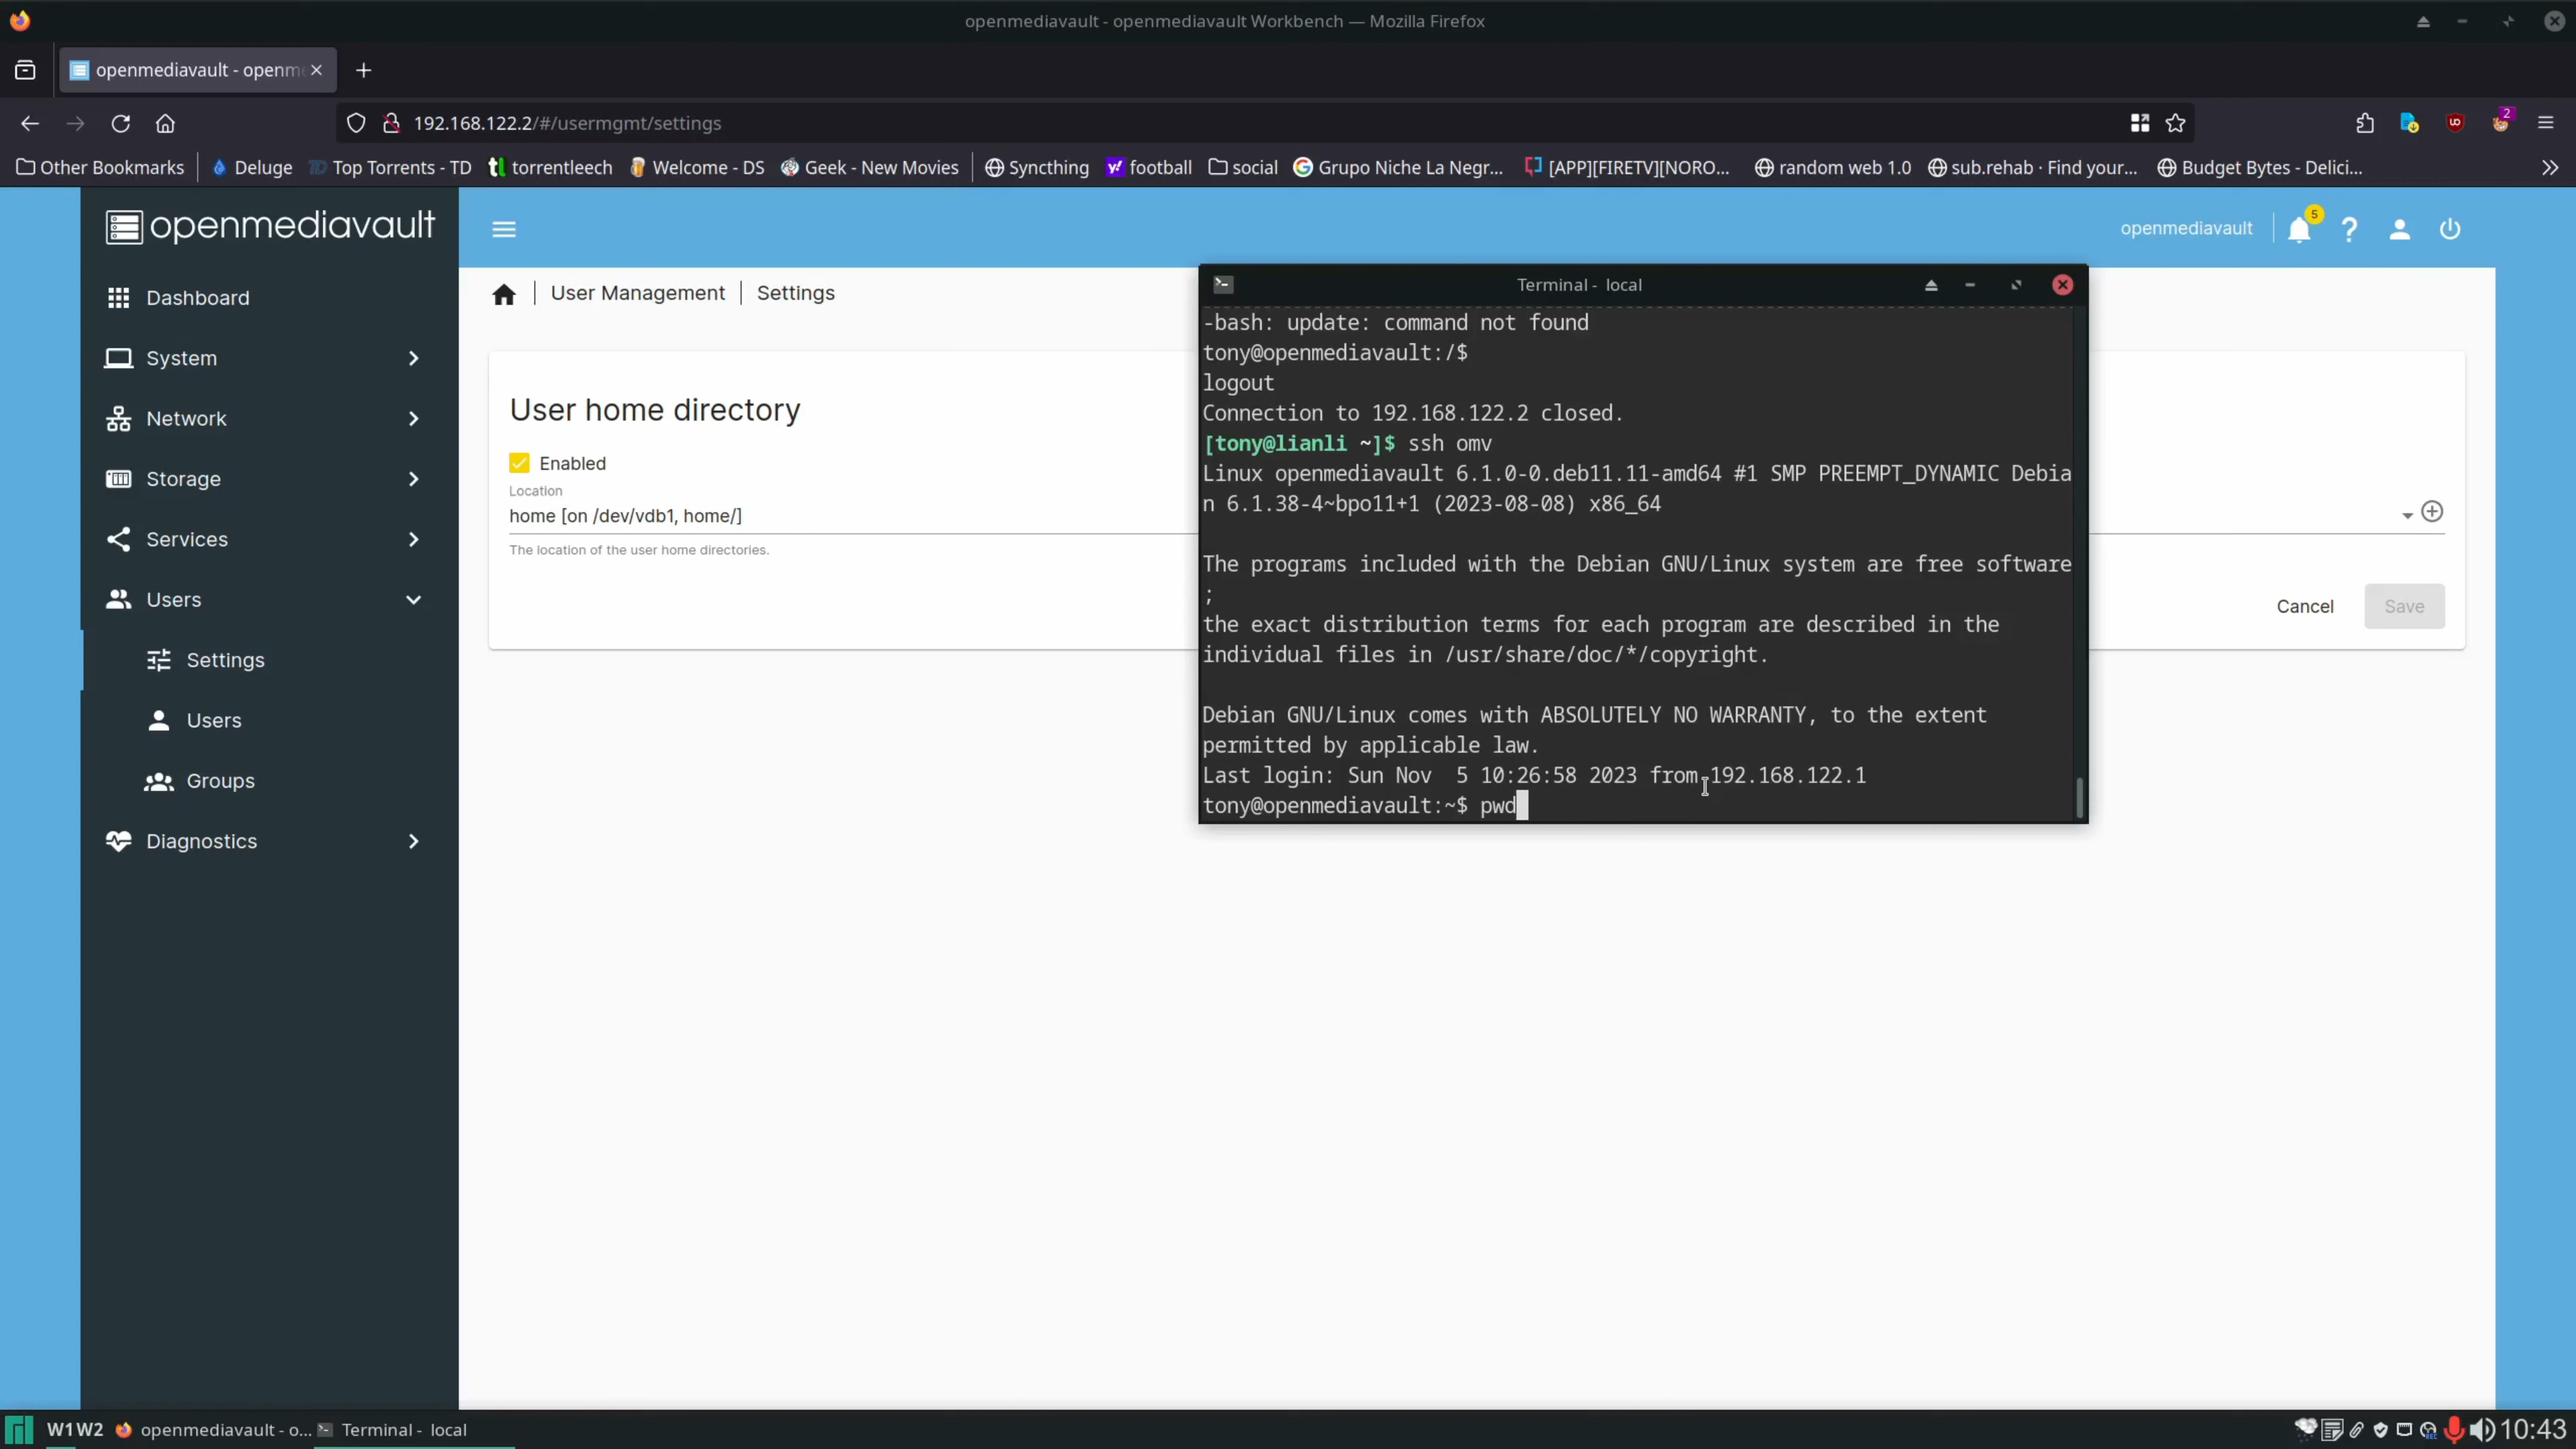 openmediavault - openmediavault Workbench — Mozilla Firefox
openmediavault - openm
192.168.122.2/#/usermgmt/settings
2
Other Bookmarks
Deluge
TD Top Torrents - TD
tl torrentleech
Welcome - DS
Geek - New Movies
Syncthing
y! football
social
G Grupo Niche La Negr...
[APP][FIRETV][NORO...
random web 1.0
sub.rehab · Find your...
Budget Bytes - Delici...
openmediavault
openmediavault
5
?
Dashboard
System
Network
Storage
Services
Users
Settings
Users
Groups
Diagnostics
User Management | Settings
User home directory
Enabled
Location
home [on /dev/vdb1, home/]
The location of the user home directories.
Cancel
Save
Terminal - local
-bash: update: command not found
tony@openmediavault:/$
logout
Connection to 192.168.122.2 closed.
[tony@lianli ~]$ ssh omv
Linux openmediavault 6.1.0-0.deb11.11-amd64 #1 SMP PREEMPT_DYNAMIC Debia
n 6.1.38-4~bpo11+1 (2023-08-08) x86_64
The programs included with the Debian GNU/Linux system are free software
;
the exact distribution terms for each program are described in the
individual files in /usr/share/doc/*/copyright.
Debian GNU/Linux comes with ABSOLUTELY NO WARRANTY, to the extent
permitted by applicable law.
Last login: Sun Nov  5 10:26:58 2023 from 192.168.122.1
tony@openmediavault:~$ pwd
W1 W2
openmediavault - o...
Terminal - local
10:43